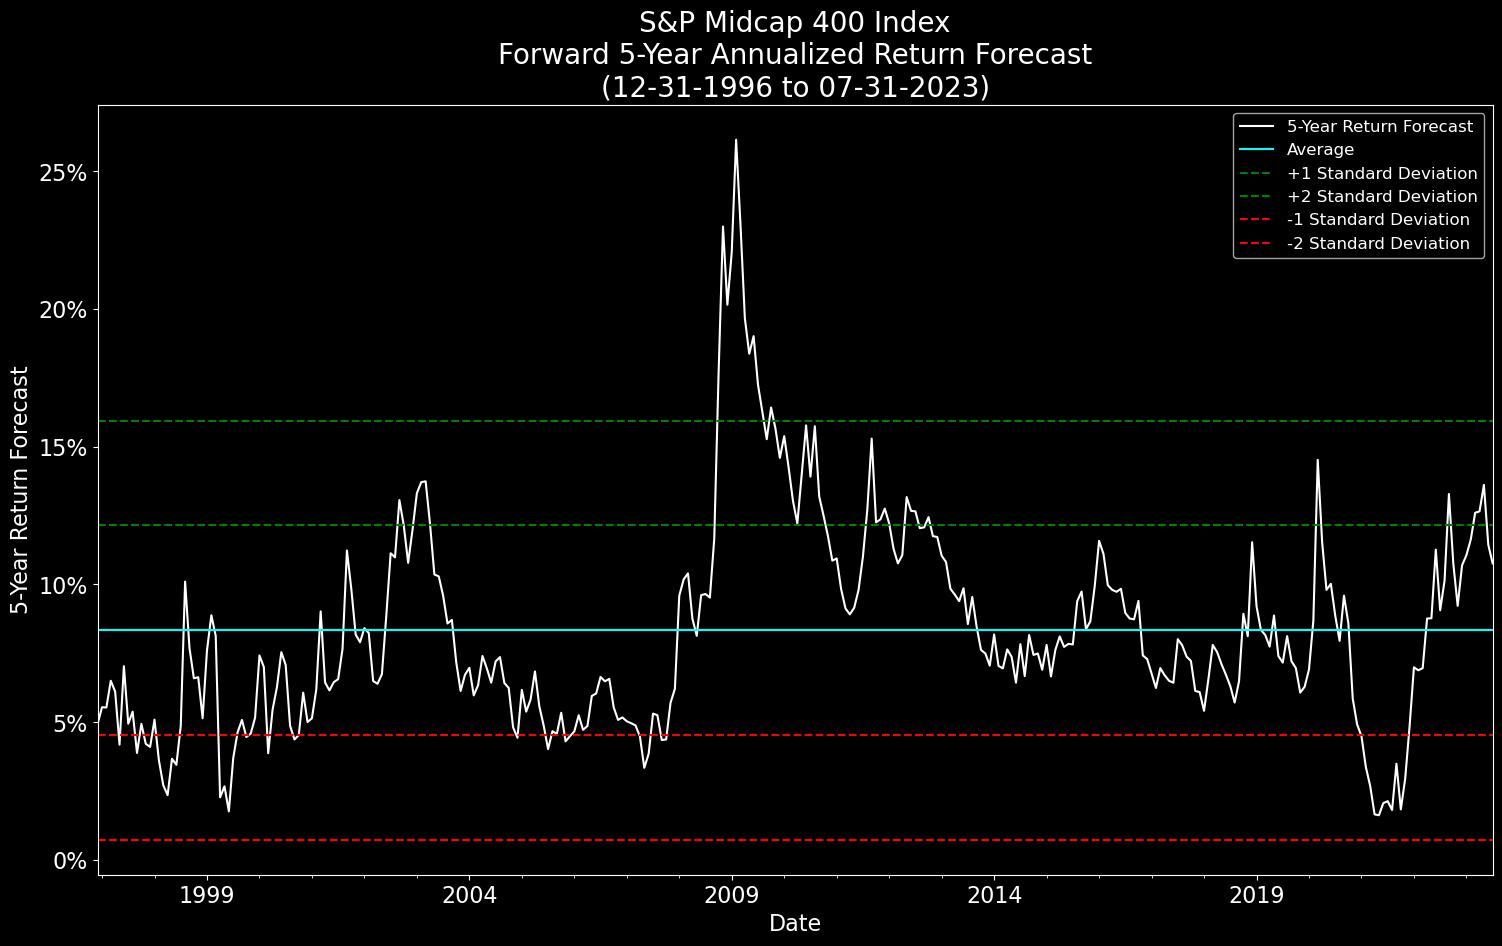 S&P Midcap 400 Index
Forward 5-Year Annualized Return Forecast
(12-31-1996 to 07-31-2023)
5-Year Return Forecast
Average
+1 Standard Deviation
+2 Standard Deviation
-1 Standard Deviation
-2 Standard Deviation
25%
20%
15%
10%
5%
0%
5-Year Return Forecast
1999 2004 2009 2014 2019
Date